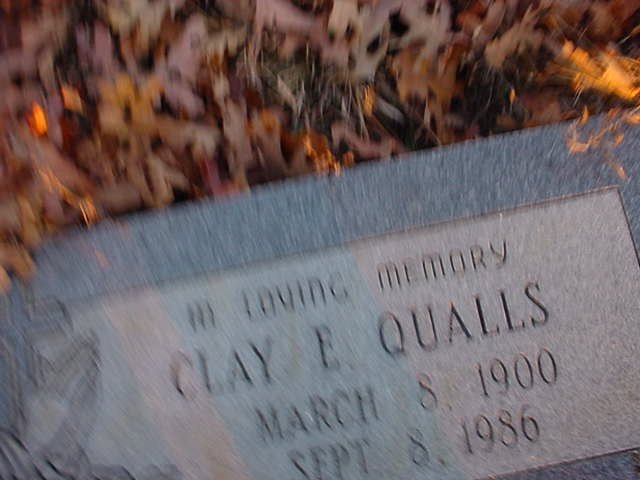 IN LOVING MEMORY
CLAY E. QUALLS
MARCH 8, 1900
SEPT. 8, 1986